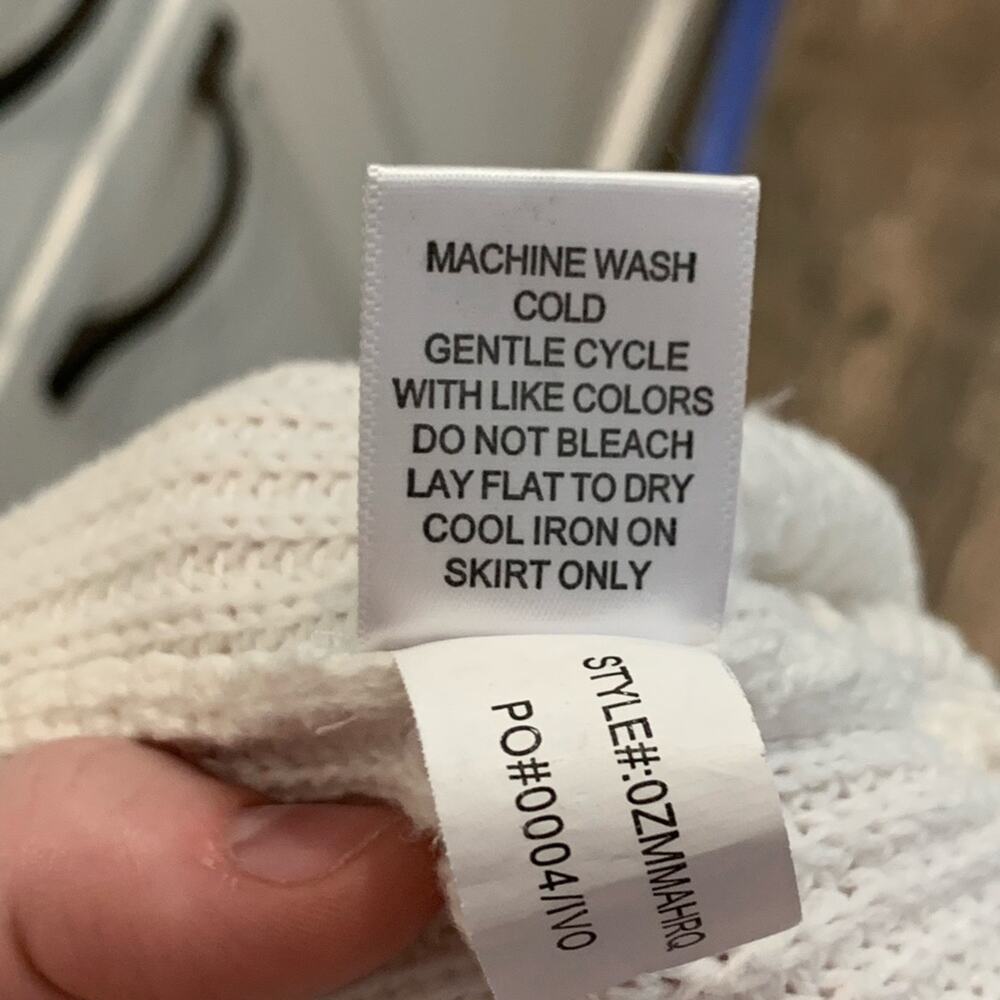 MACHINE WASH
COLD
GENTLE CYCLE
WITH LIKE COLORS
DO NOT BLEACH
LAY FLAT TO DRY
COOL IRON ON
SKIRT ONLY
STYLE#:0ZMMAHRQ
PO#0004/IVO